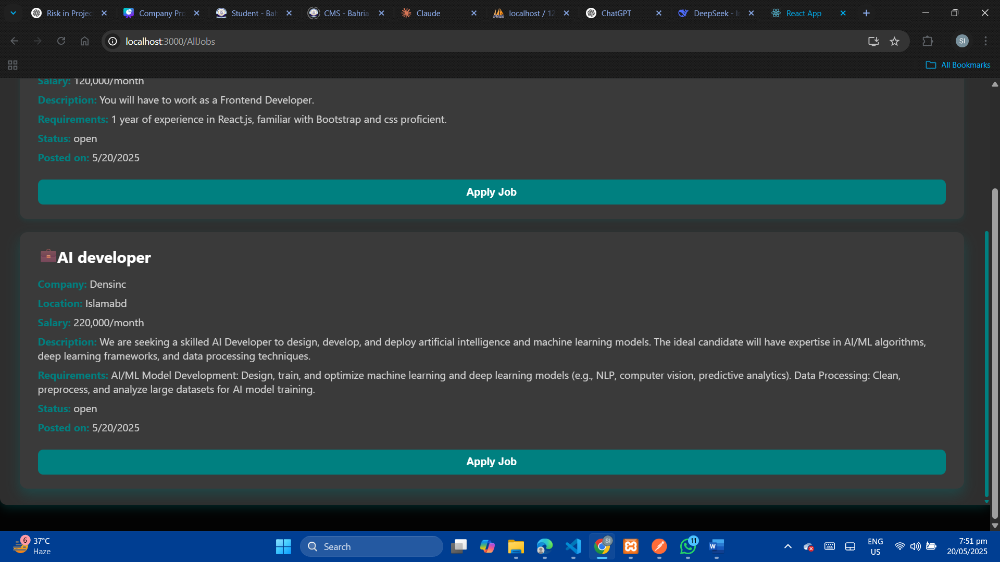 Risk in Projec
Company Pro
Student - Bah
CMS - Bahria
Claude
localhost / 12
ChatGPT
DeepSeek - In
React App
localhost:3000/AllJobs
SI
All Bookmarks
Salary: 120,000/month
Description: You will have to work as a Frontend Developer.
Requirements: 1 year of experience in React.js, familiar with Bootstrap and css proficient.
Status: open
Posted on: 5/20/2025
Apply Job
AI developer
Company: Densinc
Location: Islamabd
Salary: 220,000/month
Description: We are seeking a skilled AI Developer to design, develop, and deploy artificial intelligence and machine learning models. The ideal candidate will have expertise in AI/ML algorithms,
deep learning frameworks, and data processing techniques.
Requirements: AI/ML Model Development: Design, train, and optimize machine learning and deep learning models (e.g., NLP, computer vision, predictive analytics). Data Processing: Clean,
preprocess, and analyze large datasets for AI model training.
Status: open
Posted on: 5/20/2025
Apply Job
6
37°C
Haze
Search
SI
11
W
ENG
US
7:51 pm
20/05/2025